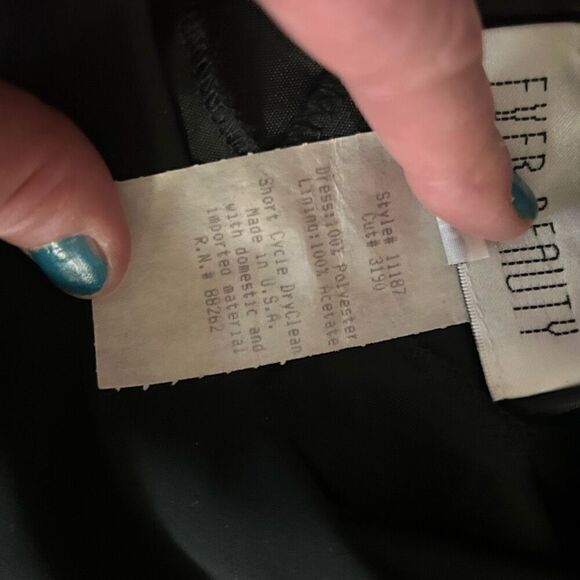 EVER BEAUTY
Style# 11187
Cut# 3190
Dress:100% Polyester
Lining:100% Acetate
Short Cycle DryClean
Made in U.S.A.
with domestic and
imported material
R.N.# 88262